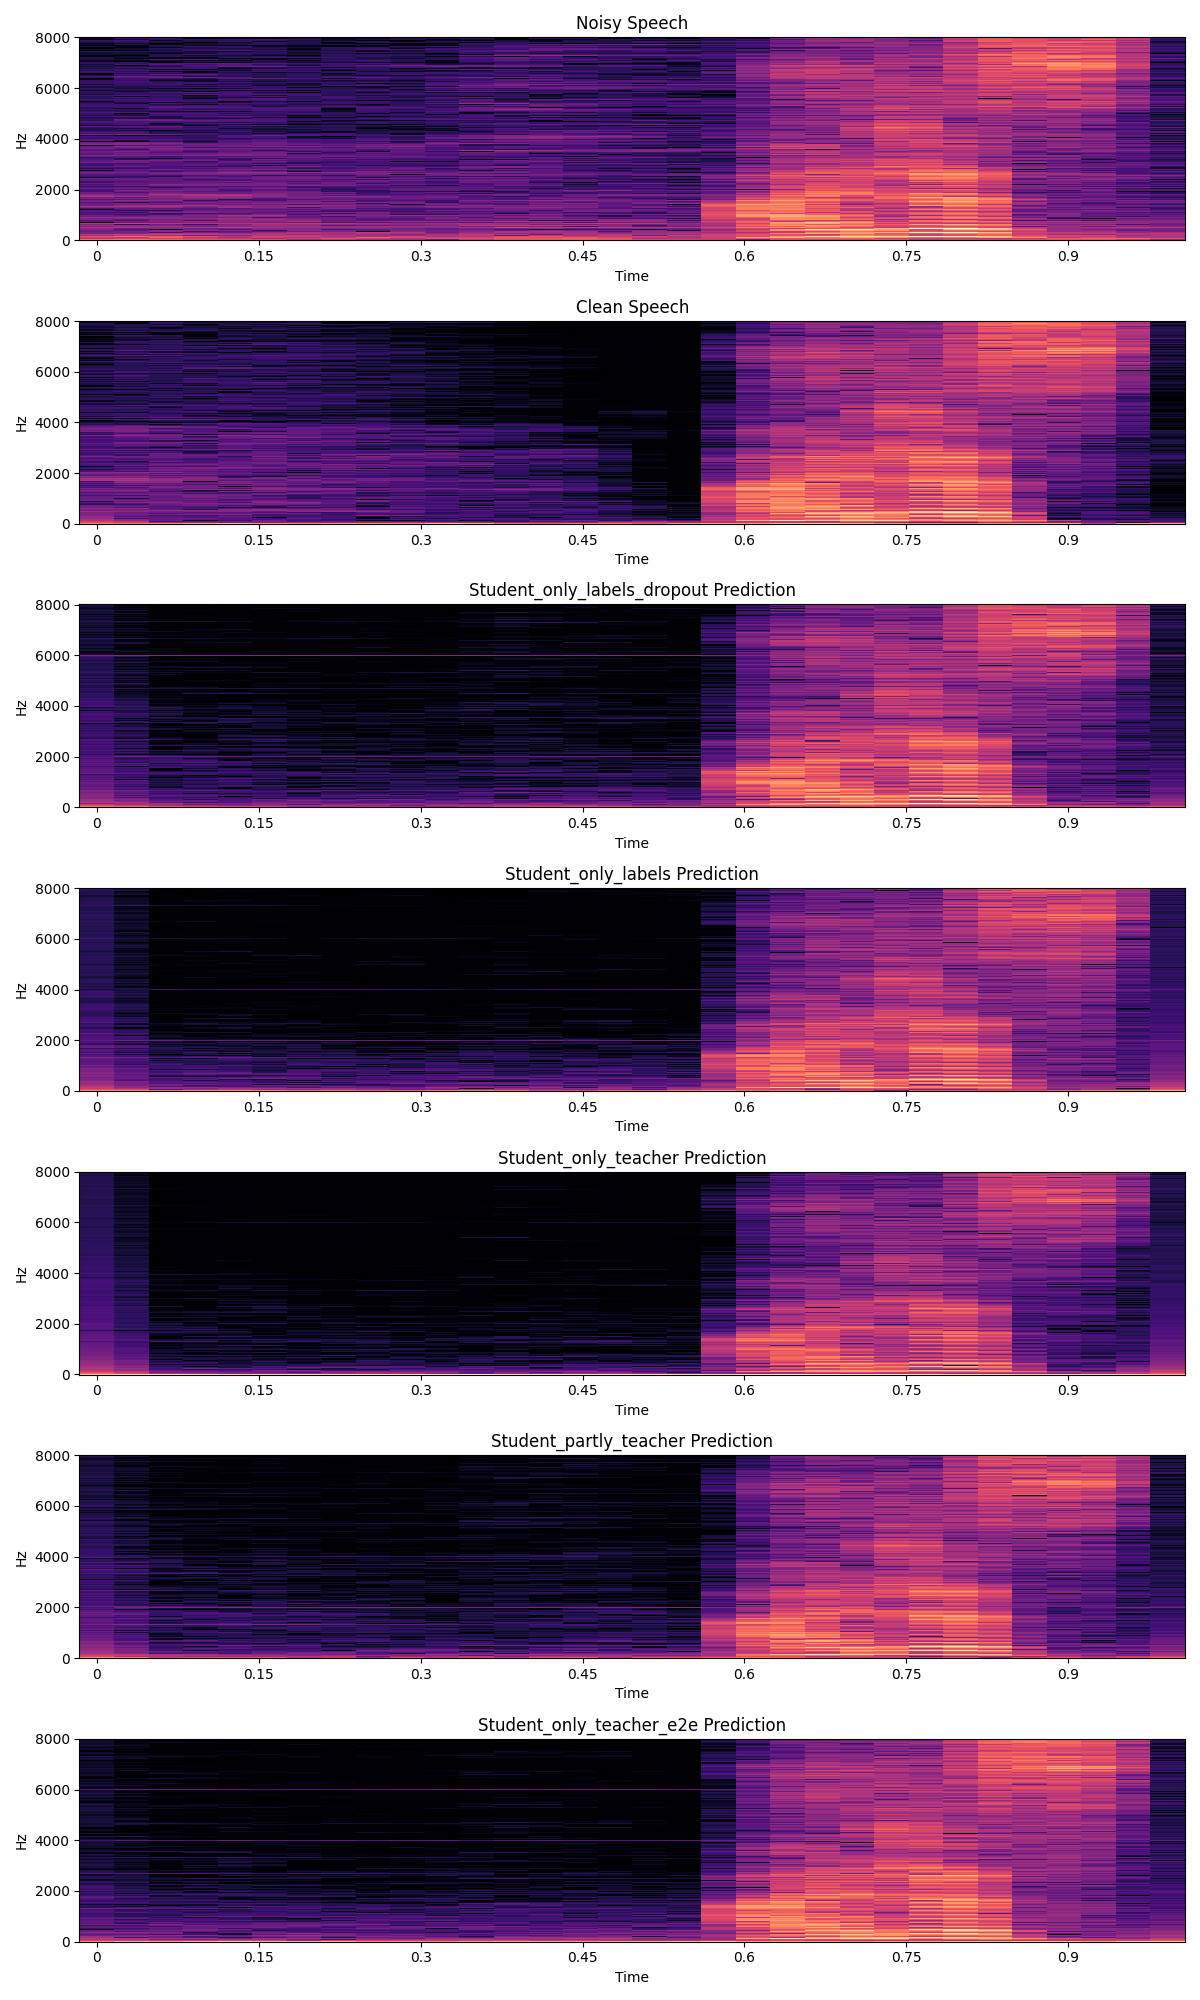 Noisy Speech
8000
6000
4000
2000
0
Hz
0 0.15 0.3 0.45 0.6 0.75 0.9
Time
Clean Speech
8000
6000
4000
2000
0
Hz
0 0.15 0.3 0.45 0.6 0.75 0.9
Time
Student_only_labels_dropout Prediction
8000
6000
4000
2000
0
Hz
0 0.15 0.3 0.45 0.6 0.75 0.9
Time
Student_only_labels Prediction
8000
6000
4000
2000
0
Hz
0 0.15 0.3 0.45 0.6 0.75 0.9
Time
Student_only_teacher Prediction
8000
6000
4000
2000
0
Hz
0 0.15 0.3 0.45 0.6 0.75 0.9
Time
Student_partly_teacher Prediction
8000
6000
4000
2000
0
Hz
0 0.15 0.3 0.45 0.6 0.75 0.9
Time
Student_only_teacher_e2e Prediction
8000
6000
4000
2000
0
Hz
0 0.15 0.3 0.45 0.6 0.75 0.9
Time